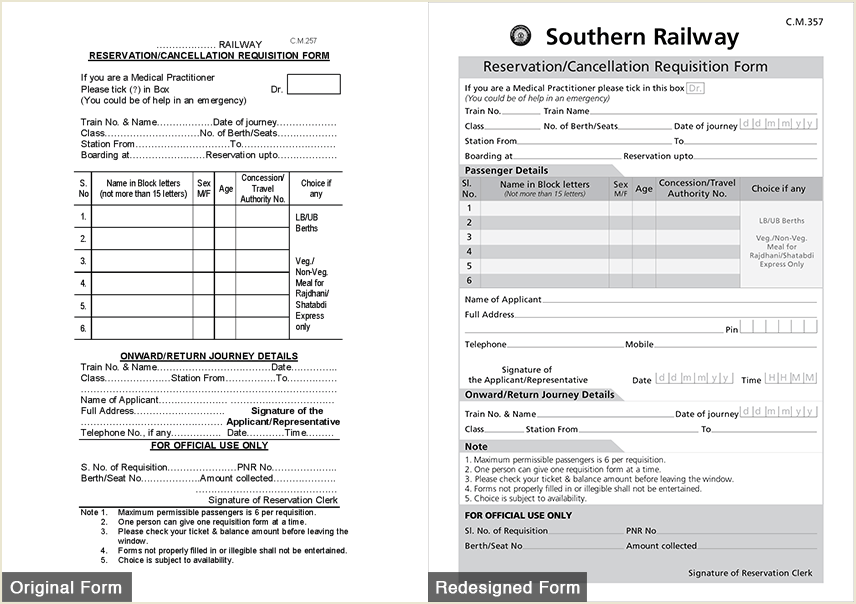 ………………. RAILWAY C.M.257
RESERVATION/CANCELLATION REQUISITION FORM
If you are a Medical Practitioner
Please tick (?) in Box Dr.
(You could be of help in an emergency)
Train No. & Name………………Date of journey………………
Class…………………………No. of Berth/Seats………………
Station From…………………………To…………………………
Boarding at……………………Reservation upto………………
S. No
Name in Block letters
(not more than 15 letters)
Sex M/F
Age
Concession/
Travel
Authority No.
Choice if
any
1.
2.
3.
4.
5.
6.
LB/UB
Berths
Veg./
Non-Veg.
Meal for
Rajdhani/
Shatabdi
Express
only
ONWARD/RETURN JOURNEY DETAILS
Train No. & Name………………………………Date……………
Class…………………Station From……………To……………
……………………………………………………………………
Name of Applicant………………… ……………………………
Full Address……………………… Signature of the
……………………………………… Applicant/Representative
Telephone No., if any…………… Date…………Time………
FOR OFFICIAL USE ONLY
S. No. of Requisition…………………PNR No…………………
Berth/Seat No………………Amount collected…………………
………………………………………
Signature of Reservation Clerk
Note 1. Maximum permissible passengers is 6 per requisition.
2. One person can give one requisition form at a time.
3. Please check your ticket & balance amount before leaving the
window.
4. Forms not properly filled in or illegible shall not be entertained.
5. Choice is subject to availability.
Original Form
C.M.357
Southern Railway
Reservation/Cancellation Requisition Form
If you are a Medical Practitioner please tick in this box Dr.
(You could be of help in an emergency)
Train No. Train Name
Class No. of Berth/Seats Date of journey d d m m y y
Station From To
Boarding at Reservation upto
Passenger Details
Sl. No.
Name in Block letters
(Not more than 15 letters)
Sex M/F
Age
Concession/Travel
Authority No.
Choice if any
1
2
3
4
5
6
LB/UB Berths
Veg./Non-Veg.
Meal for
Rajdhani/Shatabdi
Express Only
Name of Applicant
Full Address
Pin
Telephone Mobile
Signature of
the Applicant/Representative Date d d m m y y Time H H M M
Onward/Return Journey Details
Train No. & Name Date of journey d d m m y y
Class Station From To
Note
1. Maximum permissible passengers is 6 per requisition.
2. One person can give one requisition form at a time.
3. Please check your ticket & balance amount before leaving the window.
4. Forms not properly filled in or illegible shall not be entertained.
5. Choice is subject to availability.
FOR OFFICIAL USE ONLY
Sl. No. of Requisition PNR No
Berth/Seat No Amount collected
Signature of Reservation Clerk
Redesigned Form